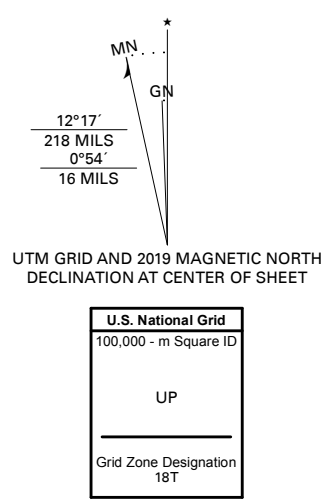 ★
MN
GN
12°17´
218 MILS
0°54´
16 MILS
UTM GRID AND 2019 MAGNETIC NORTH
DECLINATION AT CENTER OF SHEET
U.S. National Grid
100,000 - m Square ID
UP
Grid Zone Designation
18T